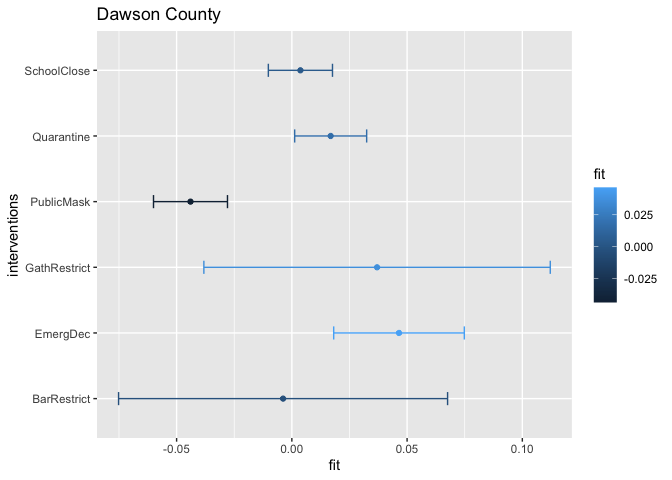 Dawson County
SchoolClose
Quarantine
PublicMask
GathRestrict
EmergDec
BarRestrict
interventions
-0.05
0.00
0.05
0.10
fit
fit
0.025
0.000
-0.025